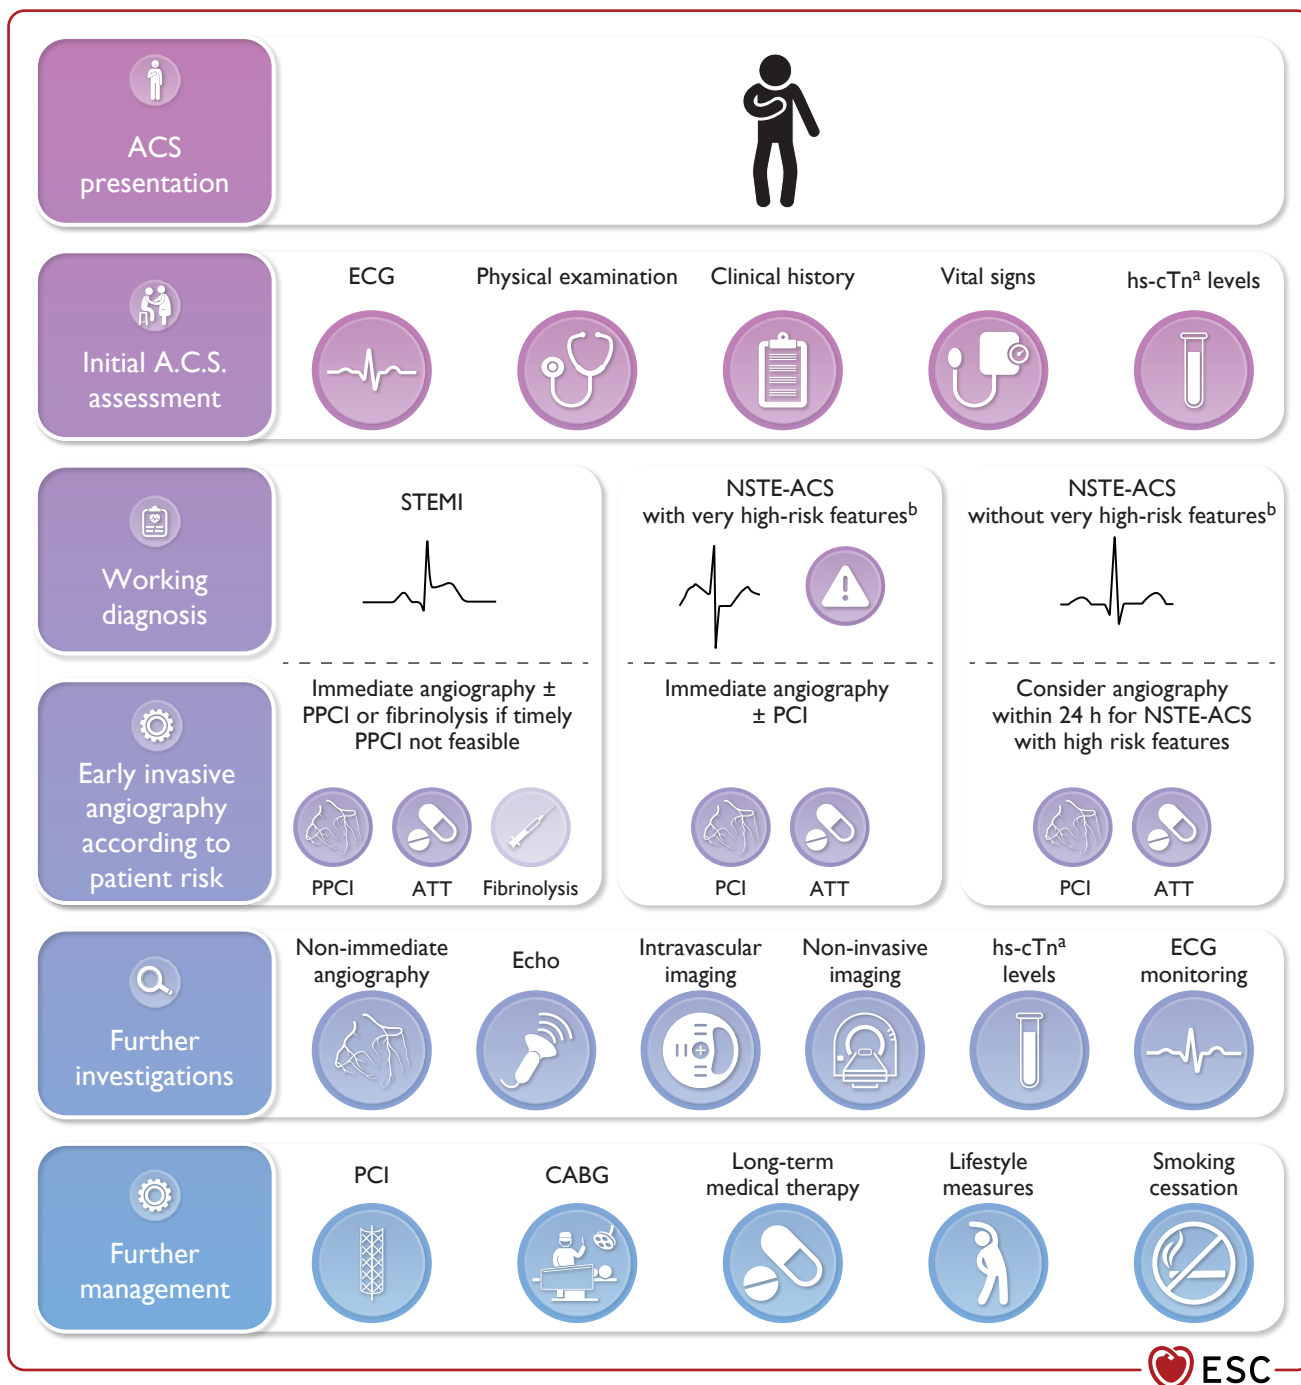 ACS
presentation
ECG
Physical examination
Clinical history
Vital signs
hs-cTnᵃ levels
Initial A.C.S.
assessment
Working
diagnosis
STEMI
NSTE-ACS
with very high-risk featuresᵇ
NSTE-ACS
without very high-risk featuresᵇ
Early invasive
angiography
according to
patient risk
Immediate angiography ±
PPCI or fibrinolysis if timely
PPCI not feasible
PPCI
ATT
Fibrinolysis
Immediate angiography
± PCI
PCI
ATT
Consider angiography
within 24 h for NSTE-ACS
with high risk features
PCI
ATT
Further
investigations
Non-immediate
angiography
Echo
Intravascular
imaging
Non-invasive
imaging
hs-cTnᵃ
levels
ECG
monitoring
Further
management
PCI
CABG
Long-term
medical therapy
Lifestyle
measures
Smoking
cessation
ESC